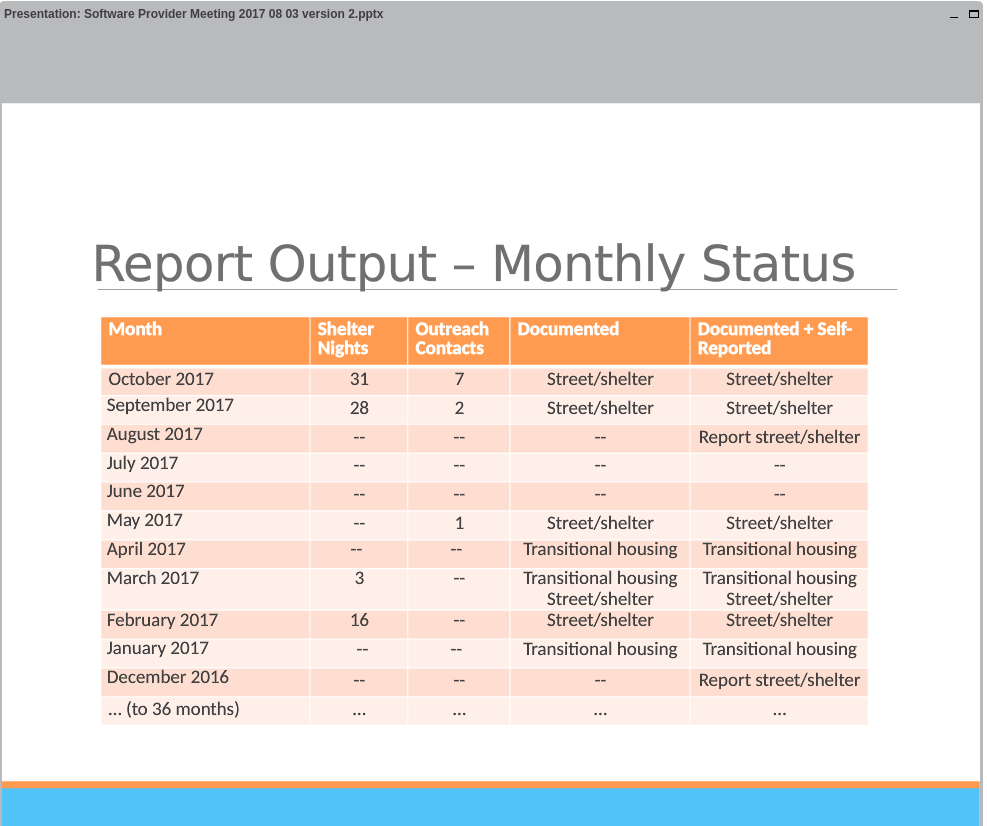 Presentation: Software Provider Meeting 2017 08 03 version 2.pptx
Report Output – Monthly Status
Month Shelter Nights Outreach Contacts Documented Documented + Self-Reported
October 2017 31 7 Street/shelter Street/shelter
September 2017 28 2 Street/shelter Street/shelter
August 2017 -- -- -- Report street/shelter
July 2017 -- -- -- --
June 2017 -- -- -- --
May 2017 -- 1 Street/shelter Street/shelter
April 2017 -- -- Transitional housing Transitional housing
March 2017 3 -- Transitional housing Transitional housing
Street/shelter Street/shelter
February 2017 16 -- Street/shelter Street/shelter
January 2017 -- -- Transitional housing Transitional housing
December 2016 -- -- -- Report street/shelter
... (to 36 months) ... ... ... ...